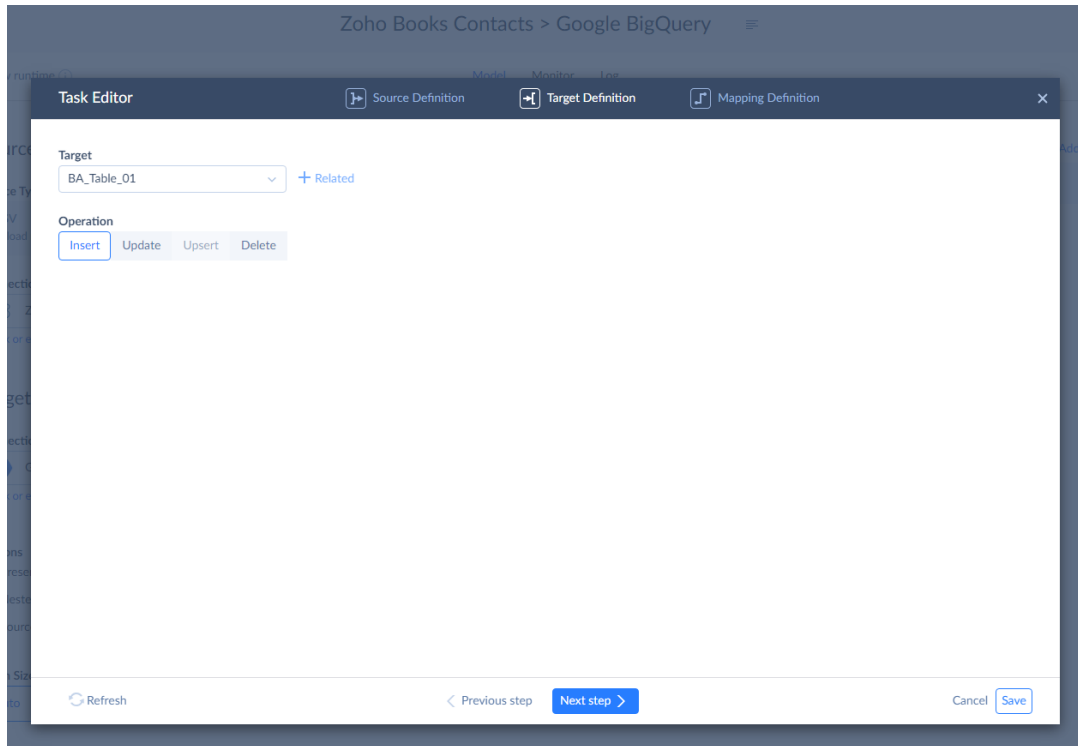 Zoho Books Contacts > Google BigQuery
runtime
Model Monitor Log
Task Editor
Source Definition
Target Definition
Mapping Definition
Target
BA_Table_01
+ Related
Operation
Insert Update Upsert Delete
Refresh
Previous step
Next step
Cancel Save